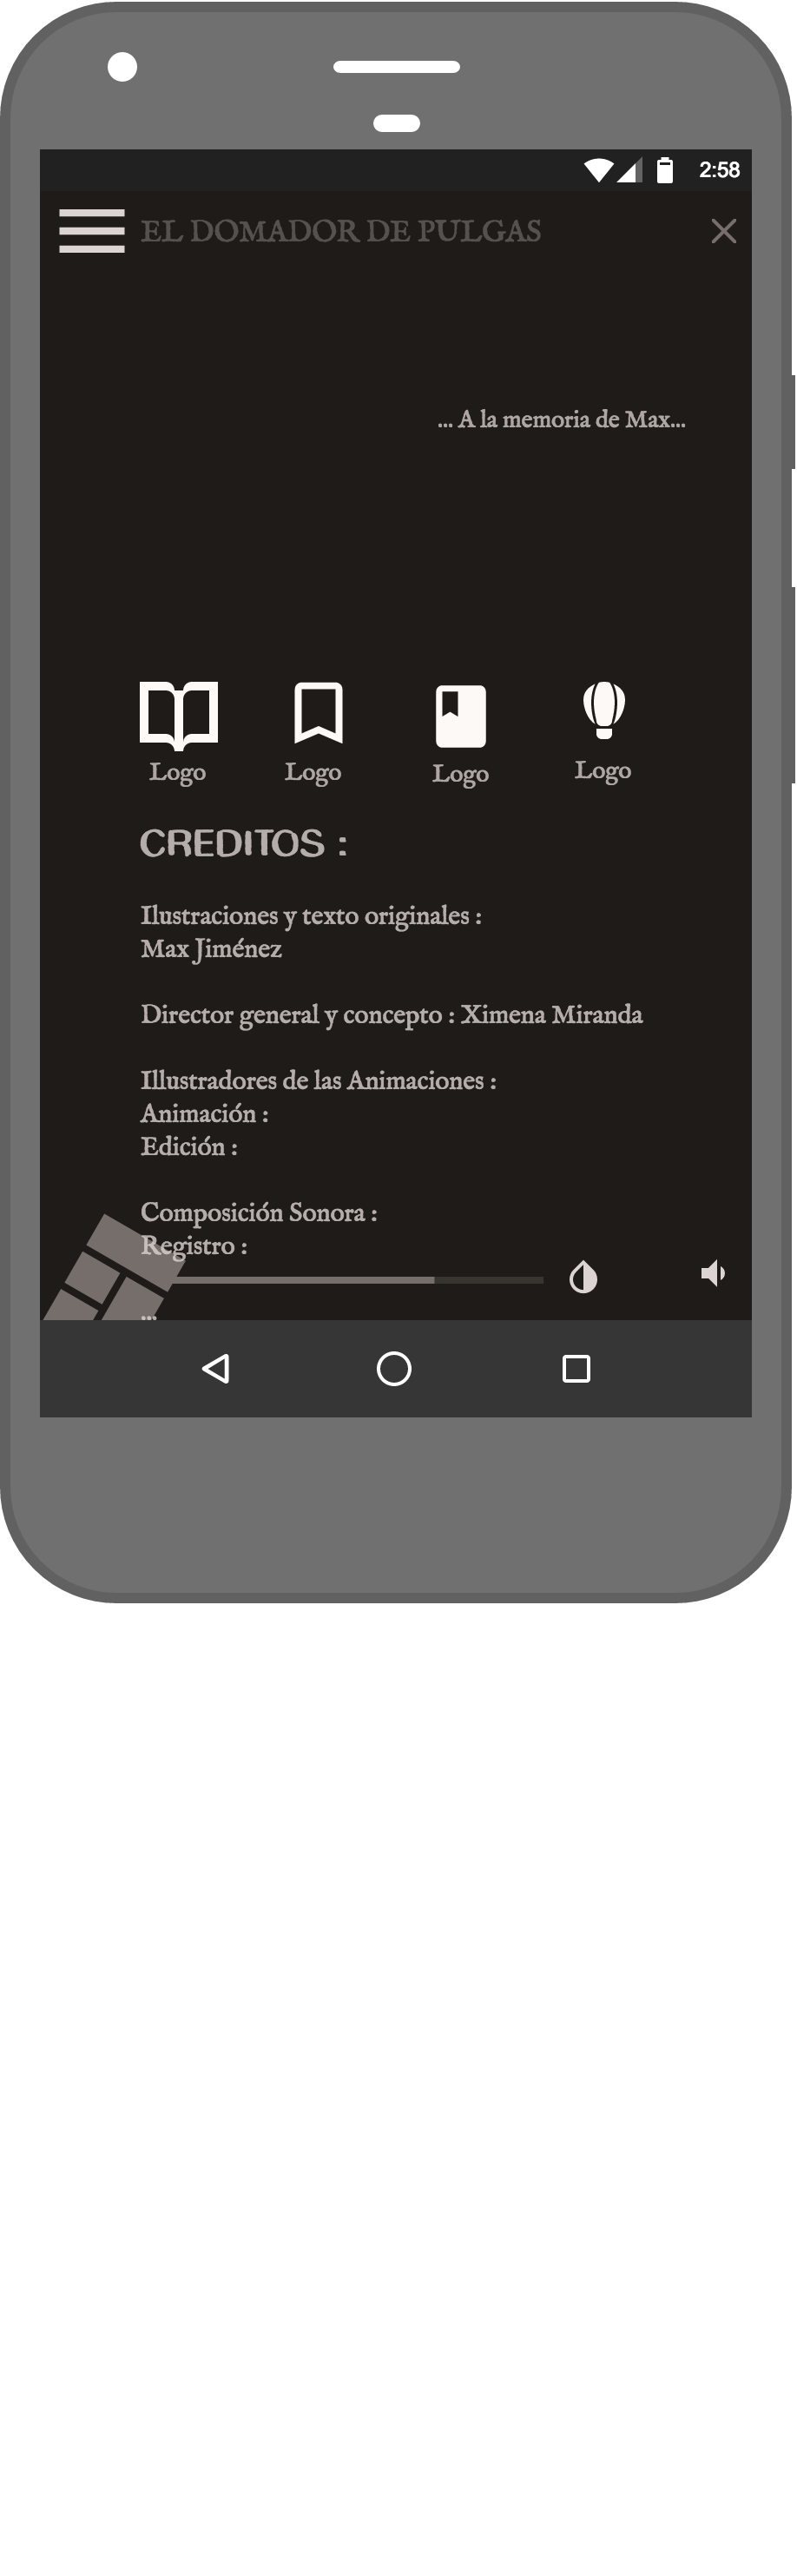 2:58
EL DOMADOR DE PULGAS
... A la memoria de Max...
Logo Logo Logo Logo
CREDITOS :
Ilustraciones y texto originales :
Max Jiménez
Director general y concepto : Ximena Miranda
Illustradores de las Animaciones :
Animación :
Edición :
Composición Sonora :
Registro :
...